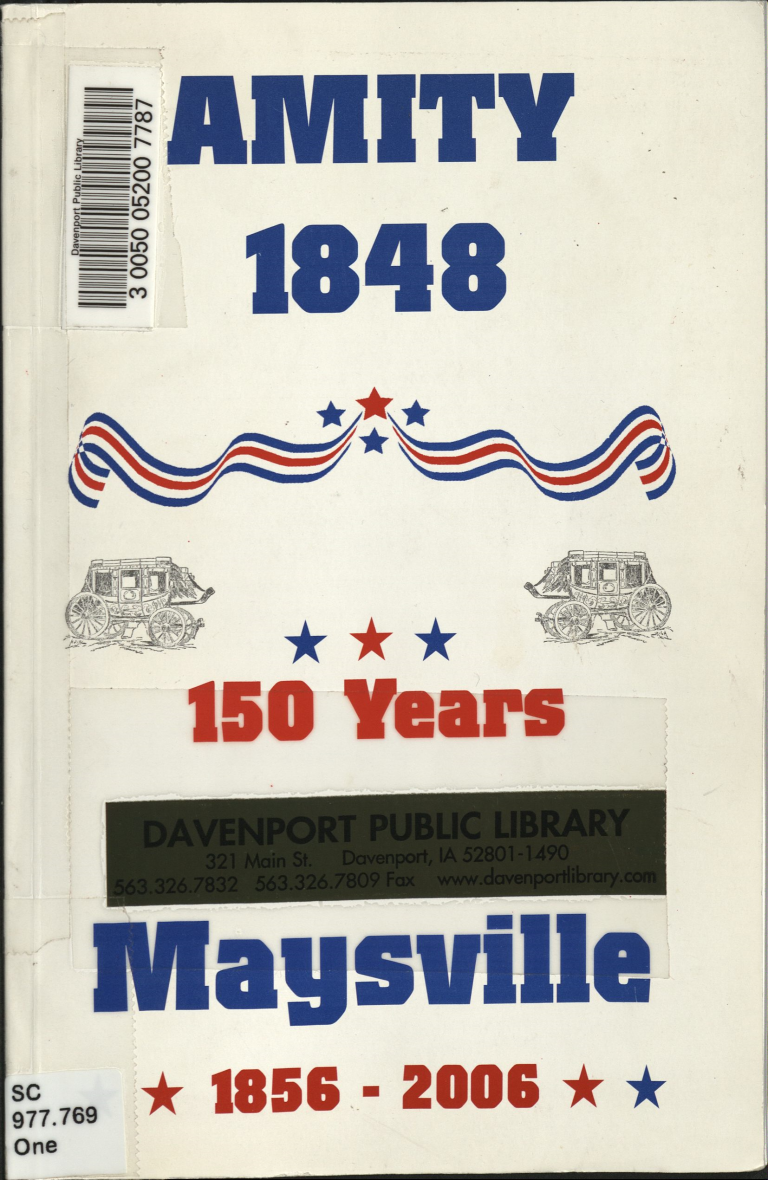 AMITY
1848
Davenport Public Library
3 0050 05200 7787
150 Years
DAVENPORT PUBLIC LIBRARY
321 Main St. Davenport, IA 52801-1490
563.326.7832 563.326.7809 Fax www.davenportlibrary.com
Maysville
1856 - 2006
SC
977.769
One